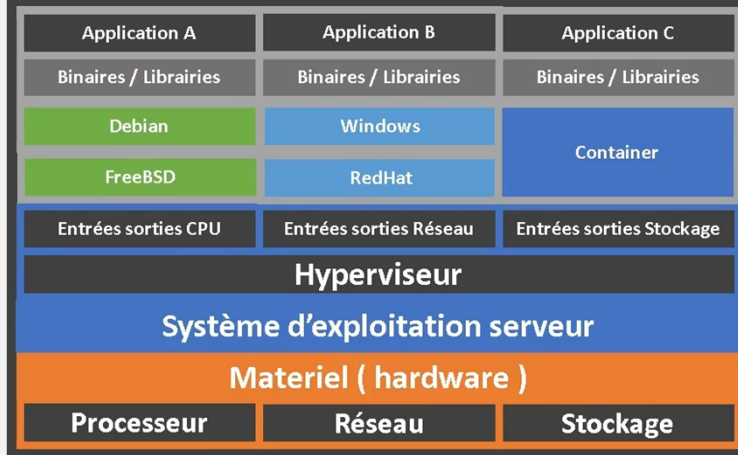 Application A
Application B
Application C
Binaires / Librairies
Binaires / Librairies
Binaires / Librairies
Debian
Windows
Container
FreeBSD
RedHat
Entrées sorties CPU
Entrées sorties Réseau
Entrées sorties Stockage
Hyperviseur
Système d’exploitation serveur
Materiel ( hardware )
Processeur
Réseau
Stockage